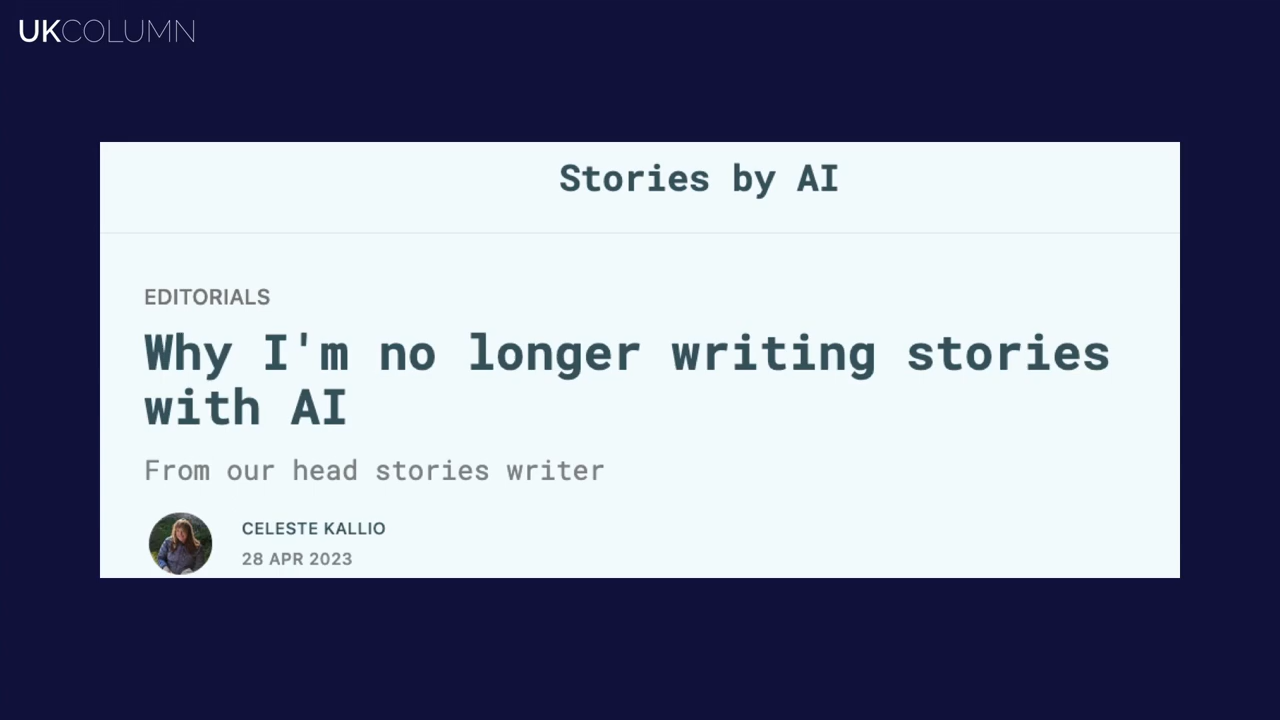 UKCOLUMN
Stories by AI
EDITORIALS
Why I'm no longer writing stories
with AI
From our head stories writer
CELESTE KALLIO
28 APR 2023